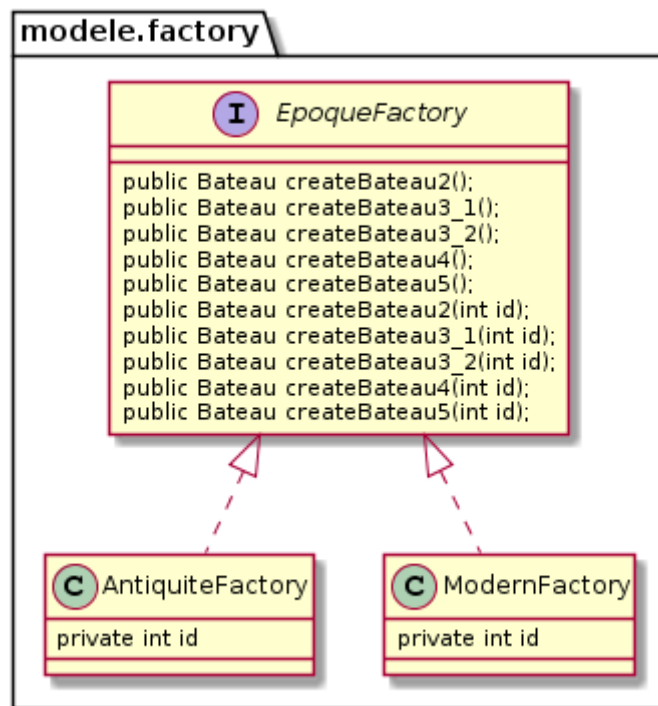 modele.factory
I EpoqueFactory
public Bateau createBateau2();
public Bateau createBateau3_1();
public Bateau createBateau3_2();
public Bateau createBateau4();
public Bateau createBateau5();
public Bateau createBateau2(int id);
public Bateau createBateau3_1(int id);
public Bateau createBateau3_2(int id);
public Bateau createBateau4(int id);
public Bateau createBateau5(int id);
C AntiquiteFactory
private int id
C ModernFactory
private int id